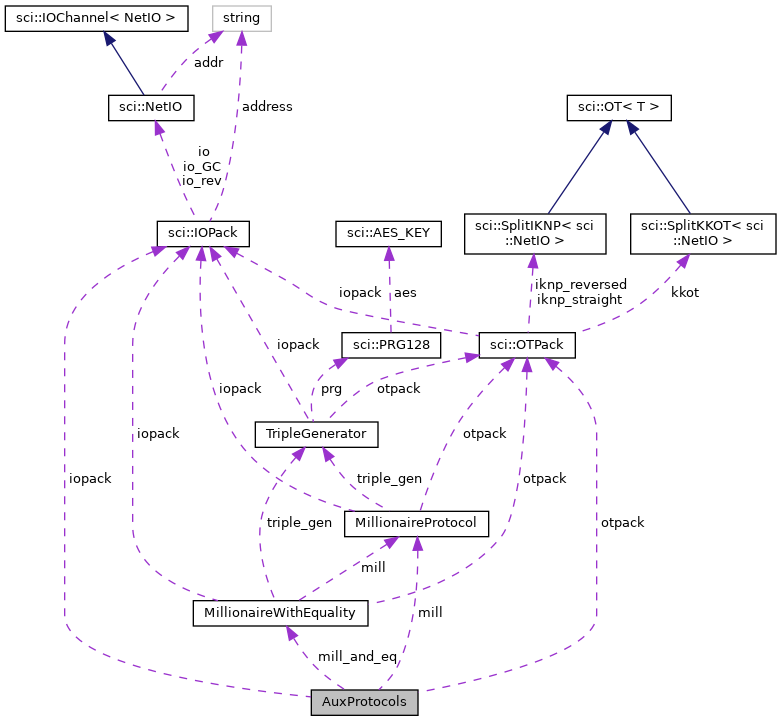 sci::IOChannel< NetIO >
string
addr
sci::NetIO
address
sci::OT< T >
io
io_GC
io_rev
sci::IOPack
sci::AES_KEY
sci::SplitIKNP< sci
::NetIO >
sci::SplitKKOT< sci
::NetIO >
iopack
aes
iknp_reversed
iknp_straight
kkot
iopack
sci::PRG128
sci::OTPack
iopack
prg
otpack
TripleGenerator
iopack
otpack
iopack
triple_gen
otpack
MillionaireProtocol
triple_gen
otpack
mill
MillionaireWithEquality
mill
mill_and_eq
AuxProtocols